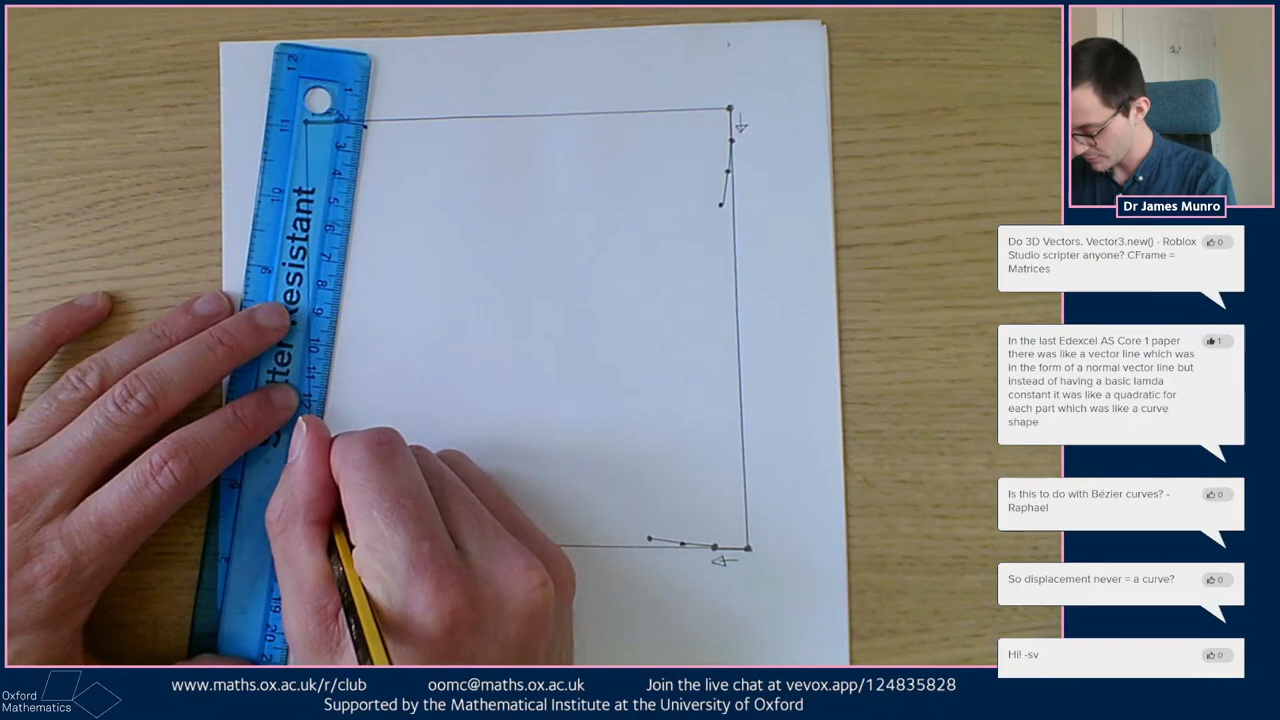 Shatter Resistant
Dr James Munro
Do 3D Vectors. Vector3.new() - Roblox
Studio scripter anyone? CFrame =
Matrices
0
In the last Edexcel AS Core 1 paper
there was like a vector line which was
in the form of a normal vector line but
instead of having a basic lamda
constant it was like a quadratic for
each part which was like a curve
shape
1
Is this to do with Bézier curves? -
Raphael
0
So displacement never = a curve?
0
Hi! -sv
0
Oxford
Mathematics
www.maths.ox.ac.uk/r/club oomc@maths.ox.ac.uk Join the live chat at vevox.app/124835828
Supported by the Mathematical Institute at the University of Oxford